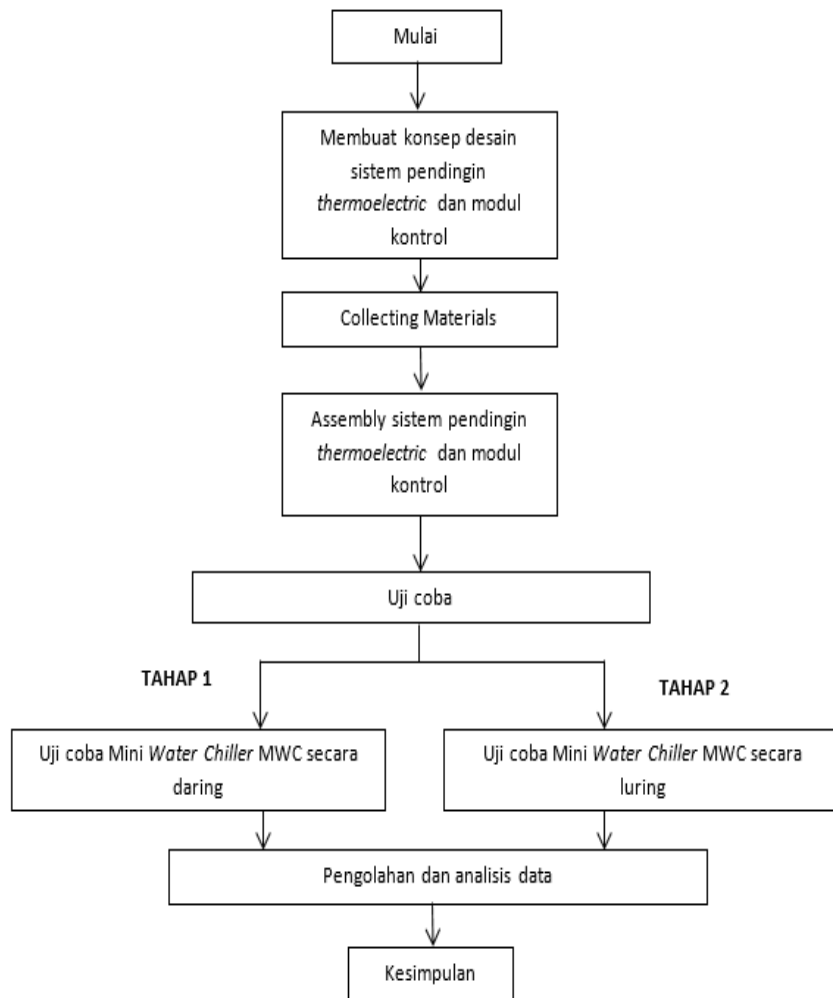 Mulai
Membuat konsep desain
sistem pendingin
thermoelectric dan modul
kontrol
Collecting Materials
Assembly sistem pendingin
thermoelectric dan modul
kontrol
Uji coba
TAHAP 1
TAHAP 2
Uji coba Mini Water Chiller MWC secara
daring
Uji coba Mini Water Chiller MWC secara
luring
Pengolahan dan analisis data
Kesimpulan